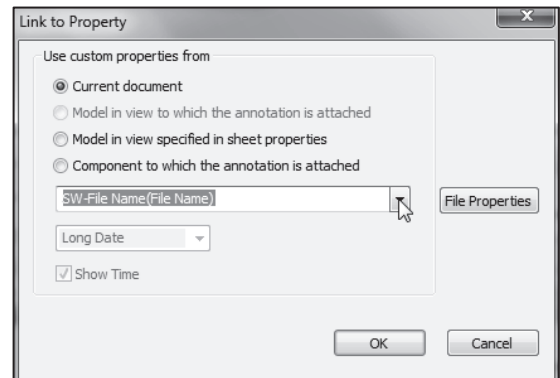 Link to Property
Use custom properties from
Current document
Model in view to which the annotation is attached
Model in view specified in sheet properties
Component to which the annotation is attached
SW-File Name(File Name)
File Properties
Long Date
Show Time
OK
Cancel